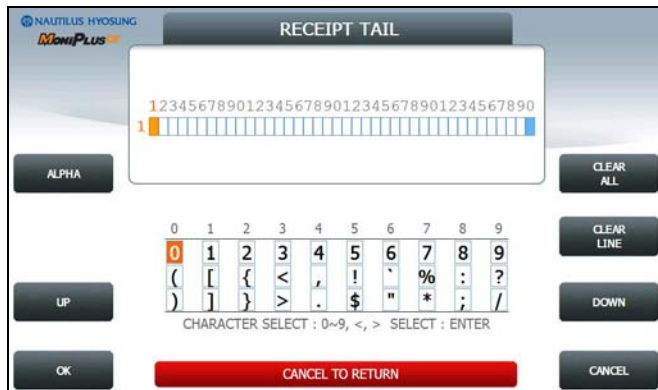 NAUTILUS HYOSUNG
MoniPlus
RECEIPT TAIL
1234567890123456789012345678901234567890
1
ALPHA
CLEAR ALL
0 1 2 3 4 5 6 7 8 9
0 1 2 3 4 5 6 7 8 9
( [ { < , ! ` % : ?
) ] } > . $ " * ; /
CLEAR LINE
UP
DOWN
CHARACTER SELECT : 0~9, <, > SELECT : ENTER
OK
CANCEL TO RETURN
CANCEL